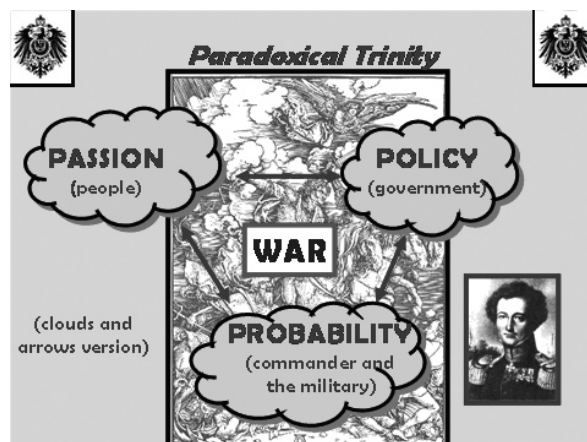 Paradoxical Trinity
PASSION
(people)
POLICY
(government)
WAR
(clouds and
arrows version)
PROBABILITY
(commander and
the military)